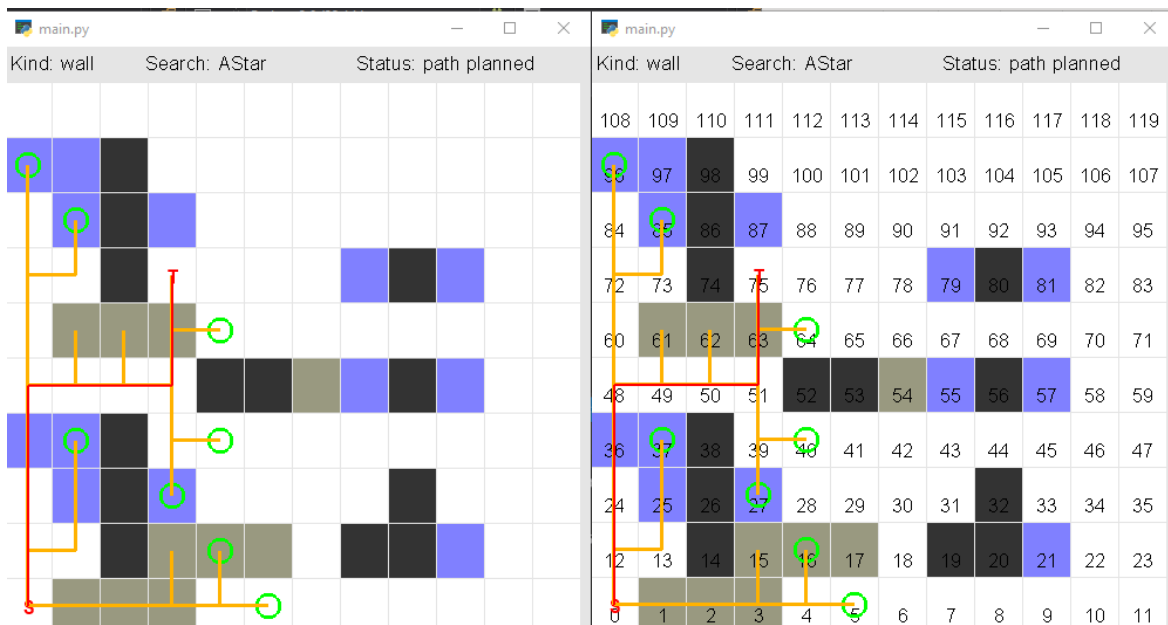 main.py
Kind: wall Search: AStar Status: path planned
T
S
main.py
Kind: wall Search: AStar Status: path planned
108 109 110 111 112 113 114 115 116 117 118 119
96 97 98 99 100 101 102 103 104 105 106 107
84 85 86 87 88 89 90 91 92 93 94 95
T
72 73 74 75 76 77 78 79 80 81 82 83
60 61 62 63 64 65 66 67 68 69 70 71
48 49 50 51 52 53 54 55 56 57 58 59
36 37 38 39 40 41 42 43 44 45 46 47
24 25 26 27 28 29 30 31 32 33 34 35
12 13 14 15 16 17 18 19 20 21 22 23
S
0 1 2 3 4 5 6 7 8 9 10 11